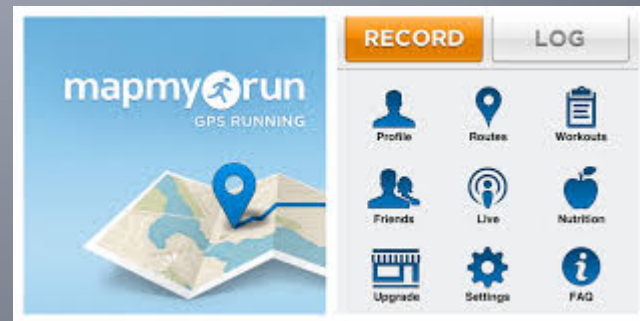 mapmyrun
GPS RUNNING
RECORD LOG
Profile Routes Workouts
Friends Live Nutrition
Upgrade Settings FAQ